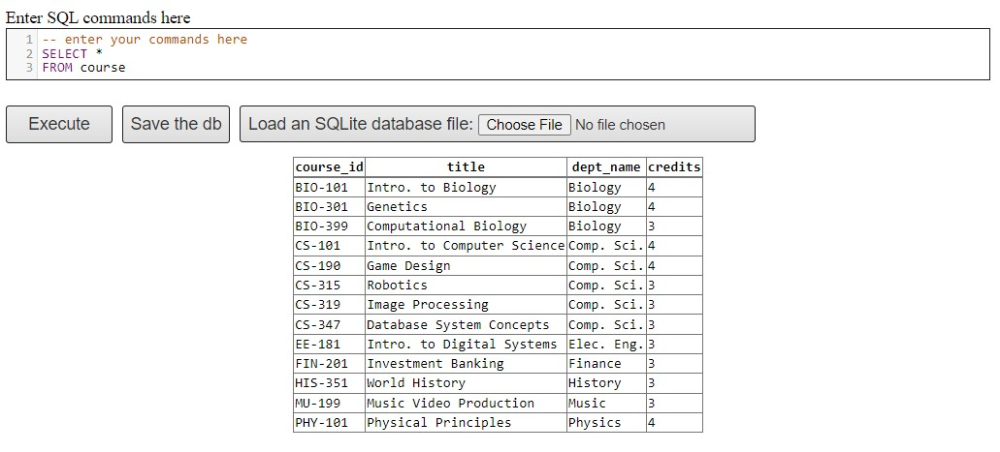 Enter SQL commands here
1 -- enter your commands here
2 SELECT *
3 FROM course
Execute Save the db Load an SQLite database file: Choose File No file chosen
course_id title dept_name credits
BIO-101 Intro. to Biology Biology 4
BIO-301 Genetics Biology 4
BIO-399 Computational Biology Biology 3
CS-101 Intro. to Computer Science Comp. Sci. 4
CS-190 Game Design Comp. Sci. 4
CS-315 Robotics Comp. Sci. 3
CS-319 Image Processing Comp. Sci. 3
CS-347 Database System Concepts Comp. Sci. 3
EE-181 Intro. to Digital Systems Elec. Eng. 3
FIN-201 Investment Banking Finance 3
HIS-351 World History History 3
MU-199 Music Video Production Music 3
PHY-101 Physical Principles Physics 4